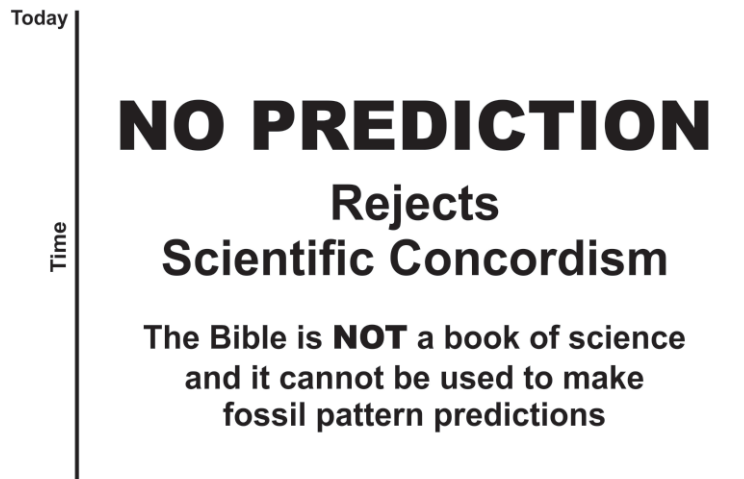 Today
NO PREDICTION
Rejects
Scientific Concordism
Time
The Bible is NOT a book of science
and it cannot be used to make
fossil pattern predictions